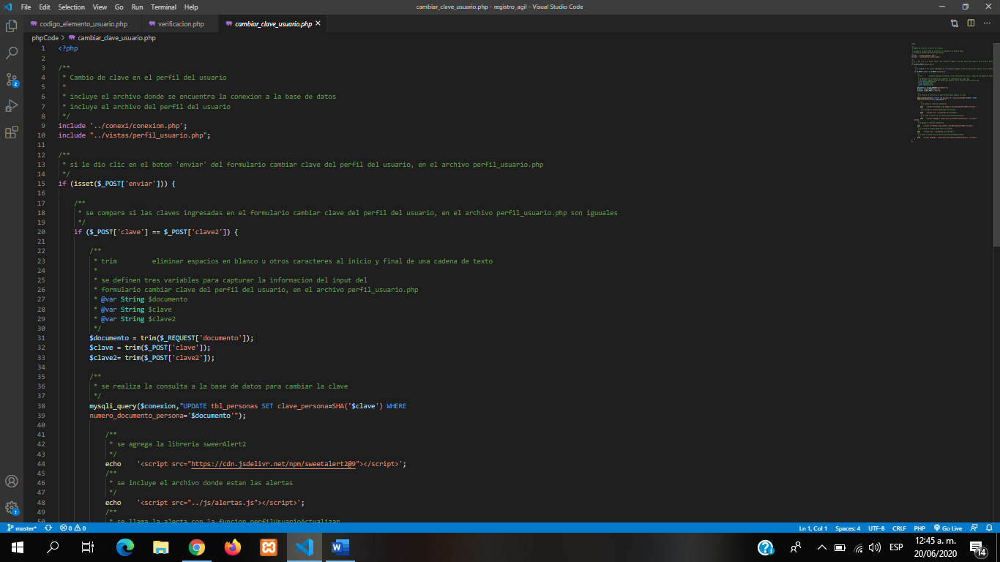 File Edit Selection View Go Run Terminal Help
cambiar_clave_usuario.php - registro_agil - Visual Studio Code
codigo_elemento_usuario.php verificacion.php cambiar_clave_usuario.php
phpCode > cambiar_clave_usuario.php
1 <?php
2
3 /**
4 * Cambio de clave en el perfil del usuario
5 *
6 * incluye el archivo donde se encuentra la conexion a la base de datos
7 * incluye el archivo del perfil del usuario
8 */
9 include '../conexi/conexion.php';
10 include "../vistas/perfil_usuario.php";
11
12 /**
13 * si le dio clic en el boton 'enviar' del formulario cambiar clave del perfil del usuario, en el archivo perfil_usuario.php
14 */
15 if (isset($_POST['enviar'])) {
16
17 /**
18 * se compara si las claves ingresadas en el formulario cambiar clave del perfil del usuario, en el archivo perfil_usuario.php son iguuales
19 */
20 if ($_POST['clave'] == $_POST['clave2']) {
21
22 /**
23 * trim eliminar espacios en blanco u otros caracteres al inicio y final de una cadena de texto
24 *
25 * se definen tres variables para capturar la informacion del input del
26 * formulario cambiar clave del perfil del usuario, en el archivo perfil_usuario.php
27 * @var String $documento
28 * @var String $clave
29 * @var String $clave2
30 */
31 $documento = trim($_REQUEST['documento']);
32 $clave = trim($_POST['clave']);
33 $clave2= trim($_POST['clave2']);
34
35 /**
36 * se realiza la consulta a la base de datos para cambiar la clave
37 */
38 mysqli_query($conexion,"UPDATE tbl_personas SET clave_persona=SHA('$clave') WHERE
39 numero_documento_persona='$documento'");
40
41 /**
42 * se agrega la libreria sweerAlert2
43 */
44 echo '<script src="https://cdn.jsdelivr.net/npm/sweetalert2@9"></script>';
45 /**
46 * se incluye el archivo donde estan las alertas
47 */
48 echo '<script src="../js/alertas.js"></script>';
49 /**
50 * se llama la alerta con la funcion perfilUsuarioActualizar
master* 0 0 Ln 1, Col 1 Spaces: 4 UTF-8 CRLF PHP Go Live
2
1
ESP
12:45 a. m.
20/06/2020
14